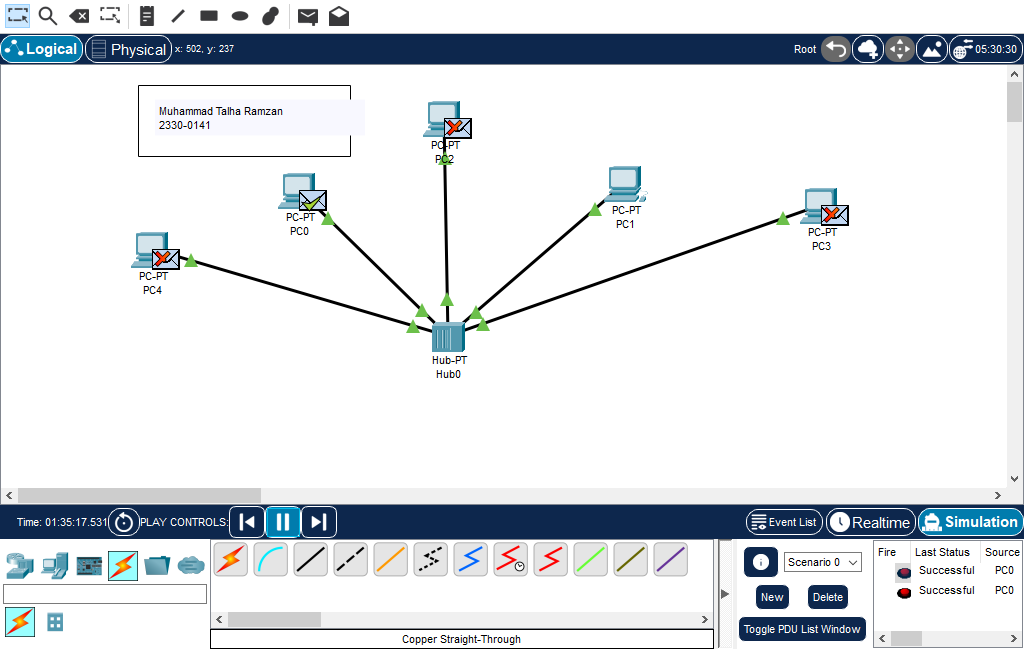 Logical
Physical
x: 502, y: 237
Root
05:30:30
Muhammad Talha Ramzan
2330-0141
PC-PT
PC2
PC-PT
PC0
PC-PT
PC1
PC-PT
PC3
PC-PT
PC4
Hub-PT
Hub0
Time: 01:35:17.531
PLAY CONTROLS:
Event List
Realtime
Simulation
Scenario 0
New
Delete
Toggle PDU List Window
Fire Last Status Source
Successful PC0
Successful PC0
Copper Straight-Through